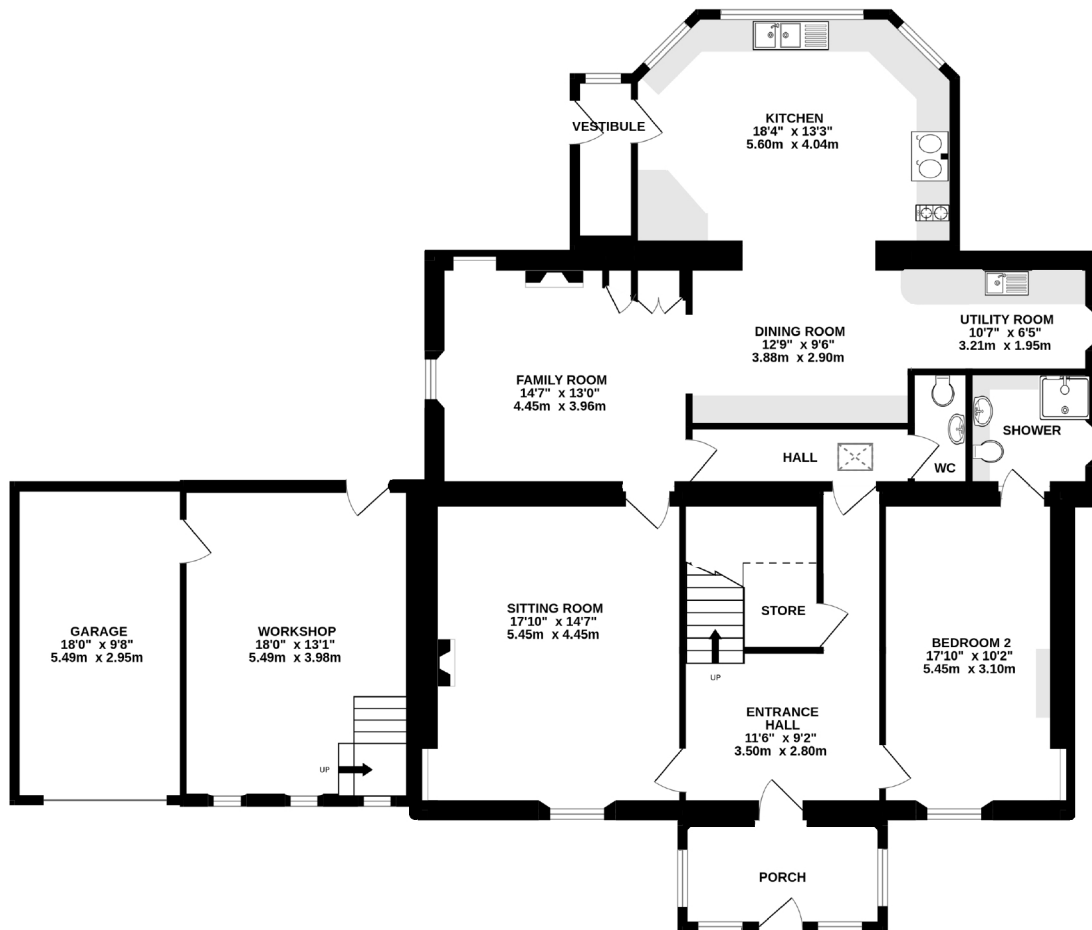 KITCHEN
18'4" x 13'3"
5.60m x 4.04m
VESTIBULE
UTILITY ROOM
10'7" x 6'5"
3.21m x 1.95m
DINING ROOM
12'9" x 9'6"
3.88m x 2.90m
FAMILY ROOM
14'7" x 13'0"
4.45m x 3.96m
SHOWER
HALL
WC
SITTING ROOM
17'10" x 14'7"
5.45m x 4.45m
STORE
GARAGE
18'0" x 9'8"
5.49m x 2.95m
WORKSHOP
18'0" x 13'1"
5.49m x 3.98m
BEDROOM 2
17'10" x 10'2"
5.45m x 3.10m
UP
ENTRANCE
HALL
11'6" x 9'2"
3.50m x 2.80m
UP
PORCH